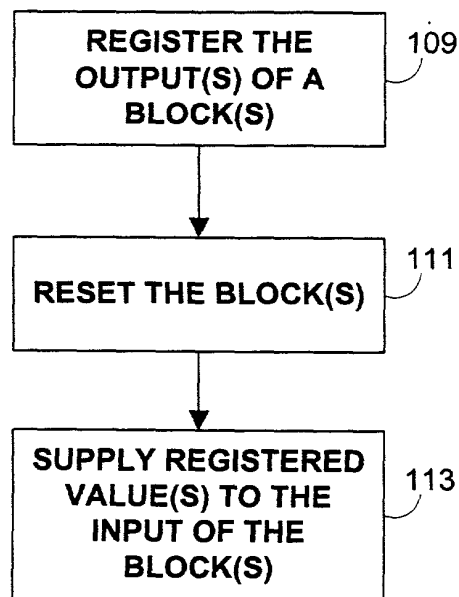 REGISTER THE
OUTPUT(S) OF A
BLOCK(S)
109
RESET THE BLOCK(S)
111
SUPPLY REGISTERED
VALUE(S) TO THE
INPUT OF THE
BLOCK(S)
113